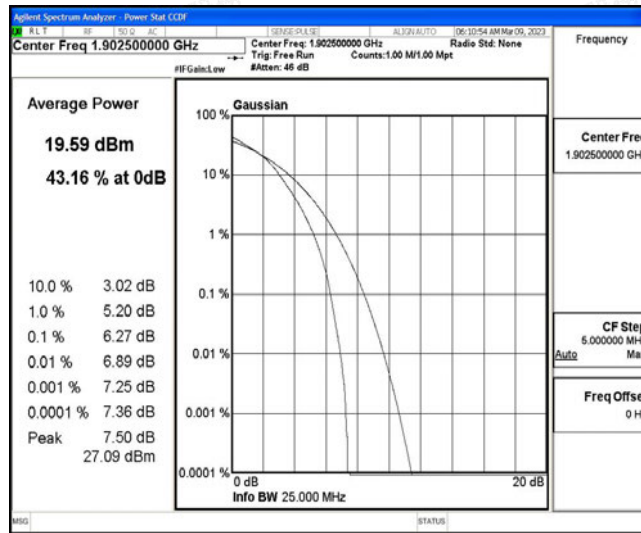 Agilent Spectrum Analyzer - Power Stat CCDF
RLT RF 50 Ω AC SENSE:PULSE ALIGN AUTO 06:10:54 AM Mar 09, 2023
Center Freq 1.902500000 GHz
Center Freq: 1.902500000 GHz Radio Std: None
Trig: Free Run Counts:1.00 M/1.00 Mpt
#IFGain:Low #Atten: 46 dB
Frequency
Average Power
19.59 dBm
43.16 % at 0dB
10.0 % 3.02 dB
1.0 % 5.20 dB
0.1 % 6.27 dB
0.01 % 6.89 dB
0.001 % 7.25 dB
0.0001 % 7.36 dB
Peak 7.50 dB
27.09 dBm
Gaussian
100 %
10 %
1 %
0.1 %
0.01 %
0.001 %
0.0001 %
0 dB 20 dB
Info BW 25.000 MHz
Center Fre
1.902500000 GH
CF Step
5.000000 MH
Auto Ma
Freq Offse
0 H
MSG STATUS